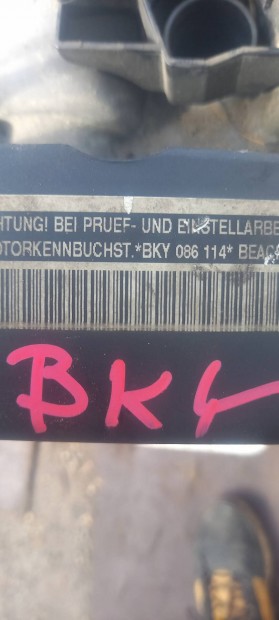 HTUNG! BEI PRUEF- UND EINSTELLARBE
OTORKENNBUCHST.*BKY 086 114* BEAC
BKY